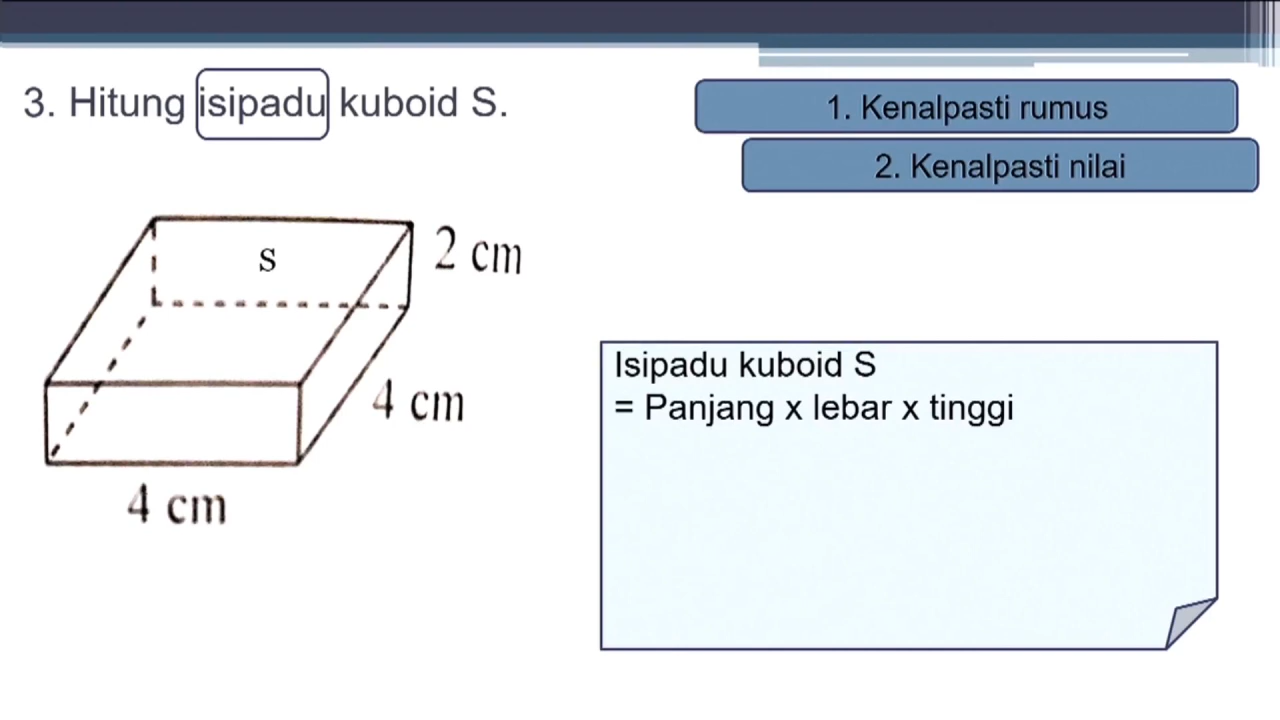 3. Hitung isipadu kuboid S.
1. Kenalpasti rumus
2. Kenalpasti nilai
S
2 cm
4 cm
4 cm
Isipadu kuboid S
= Panjang x lebar x tinggi